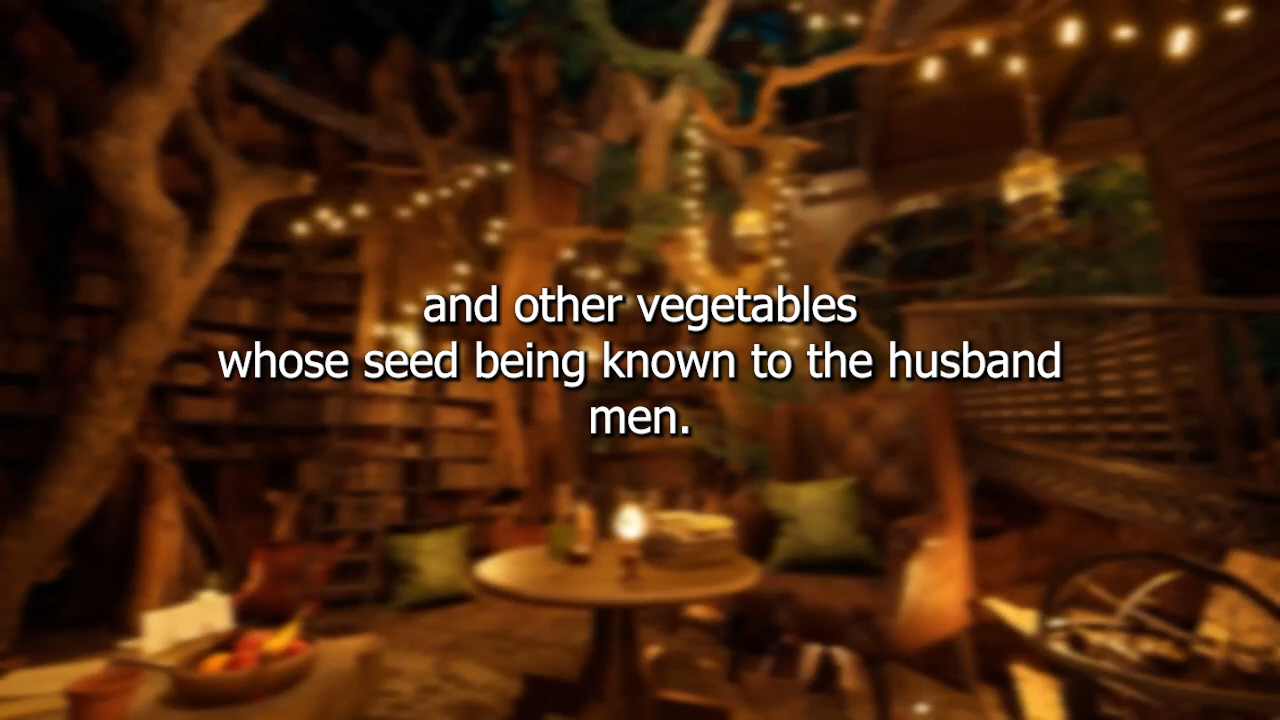 and other vegetables
whose seed being known to the husband
men.